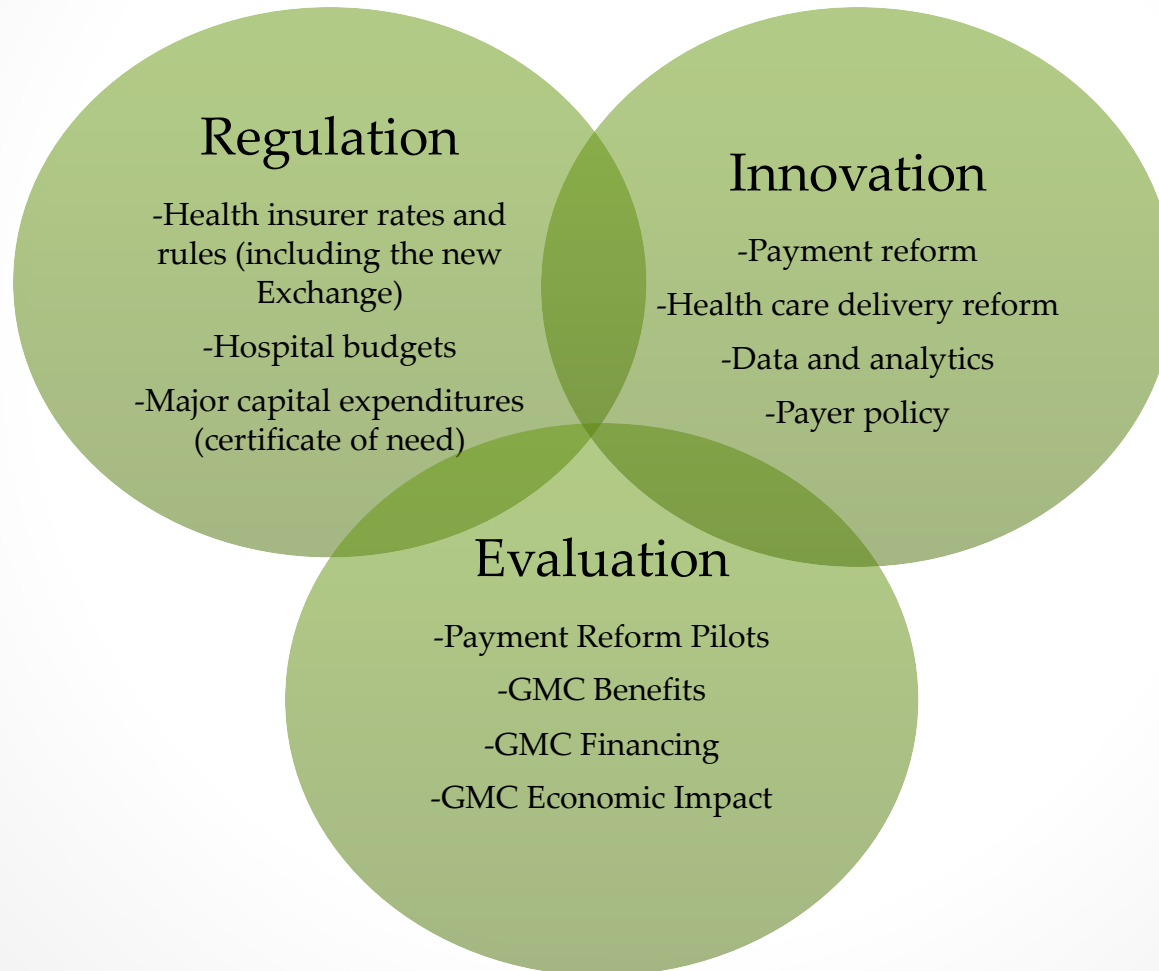 Regulation
-Health insurer rates and
rules (including the new
Exchange)
-Hospital budgets
-Major capital expenditures
(certificate of need)
Innovation
-Payment reform
-Health care delivery reform
-Data and analytics
-Payer policy
Evaluation
-Payment Reform Pilots
-GMC Benefits
-GMC Financing
-GMC Economic Impact